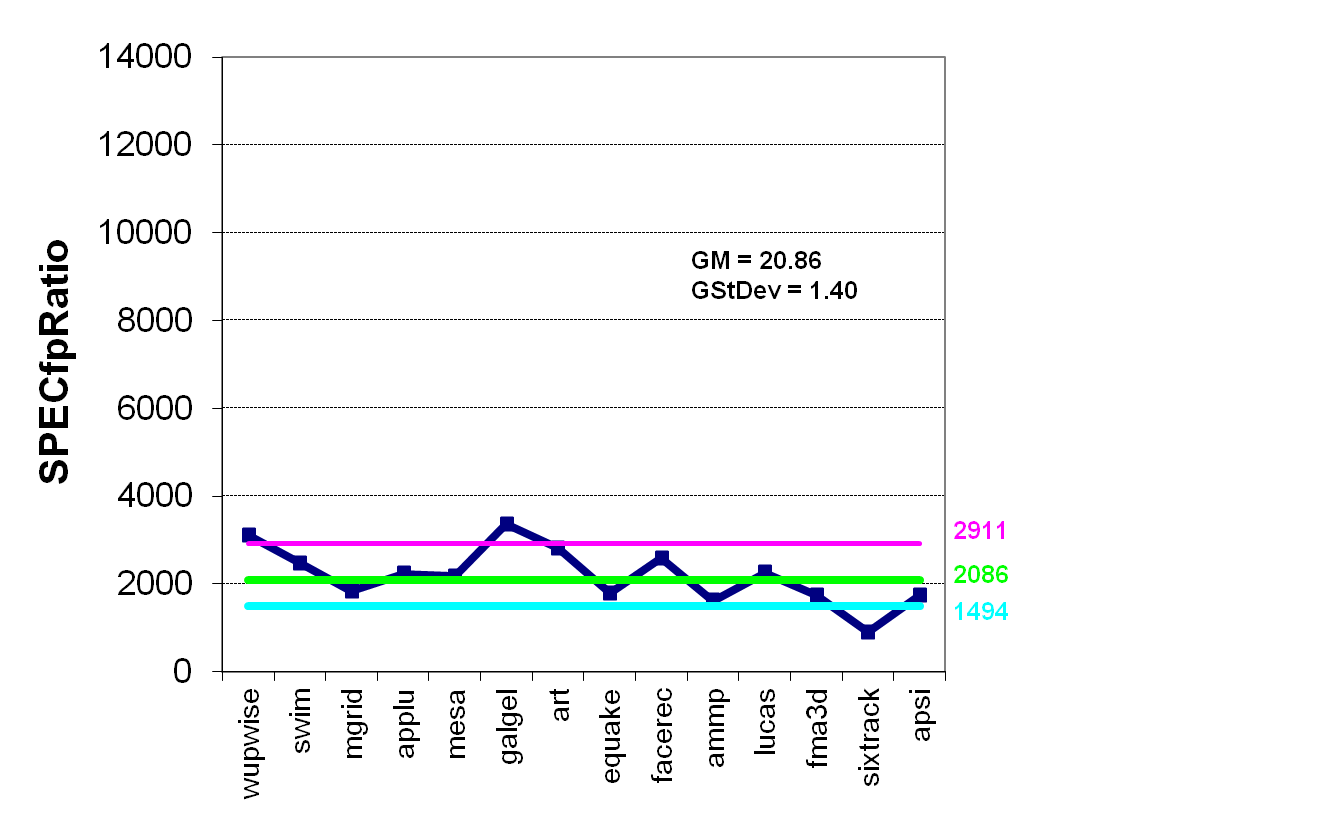 14000
12000
10000
8000
6000
4000
2000
0
SPECfpRatio
GM = 20.86
GStDev = 1.40
2911
2086
1494
wupwise
swim
mgrid
applu
mesa
galgel
art
equake
facerec
ammp
lucas
fma3d
sixtrack
apsi